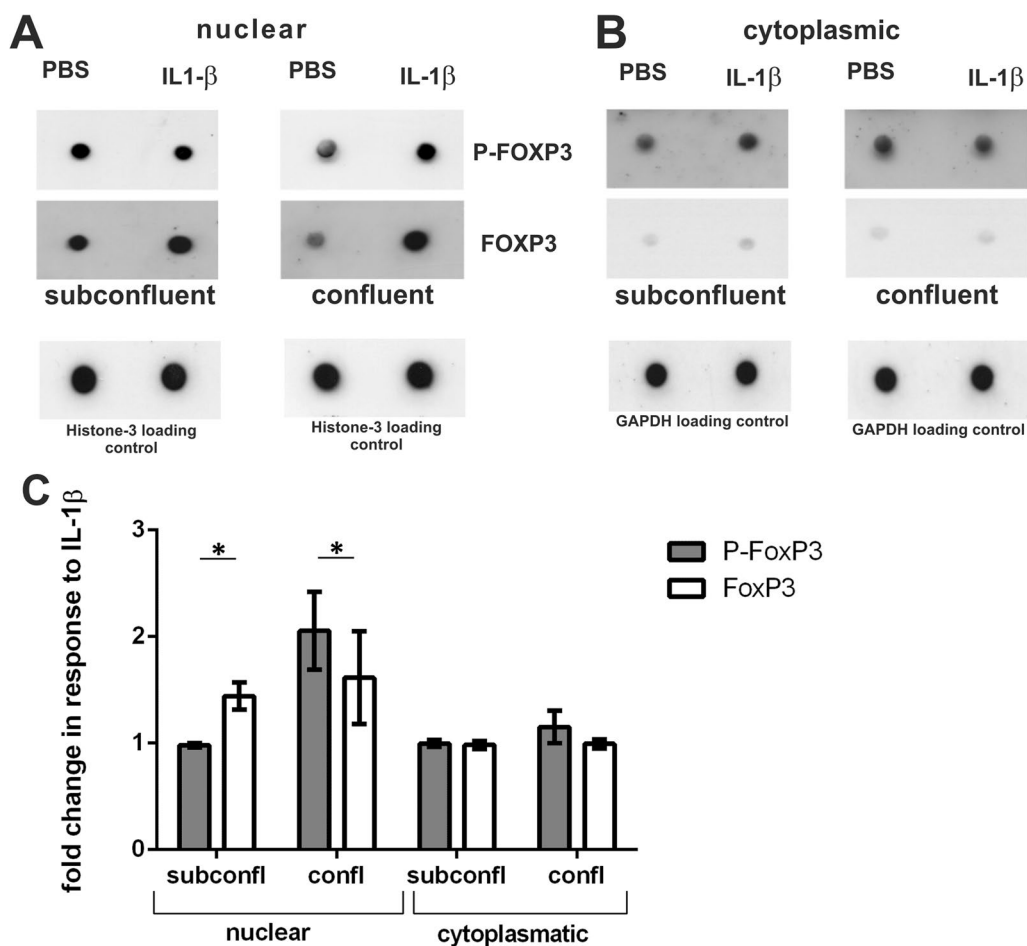 A
nuclear
PBS IL1-β PBS IL-1β
P-FOXP3
FOXP3
subconfluent confluent
Histone-3 loading
control
Histone-3 loading
control
B
cytoplasmic
PBS IL-1β PBS IL-1β
subconfluent confluent
GAPDH loading control GAPDH loading control
C
fold change in response to IL-1β
3
2
1
0
* *
P-FoxP3
FoxP3
subconfl confl subconfl confl
nuclear cytoplasmatic